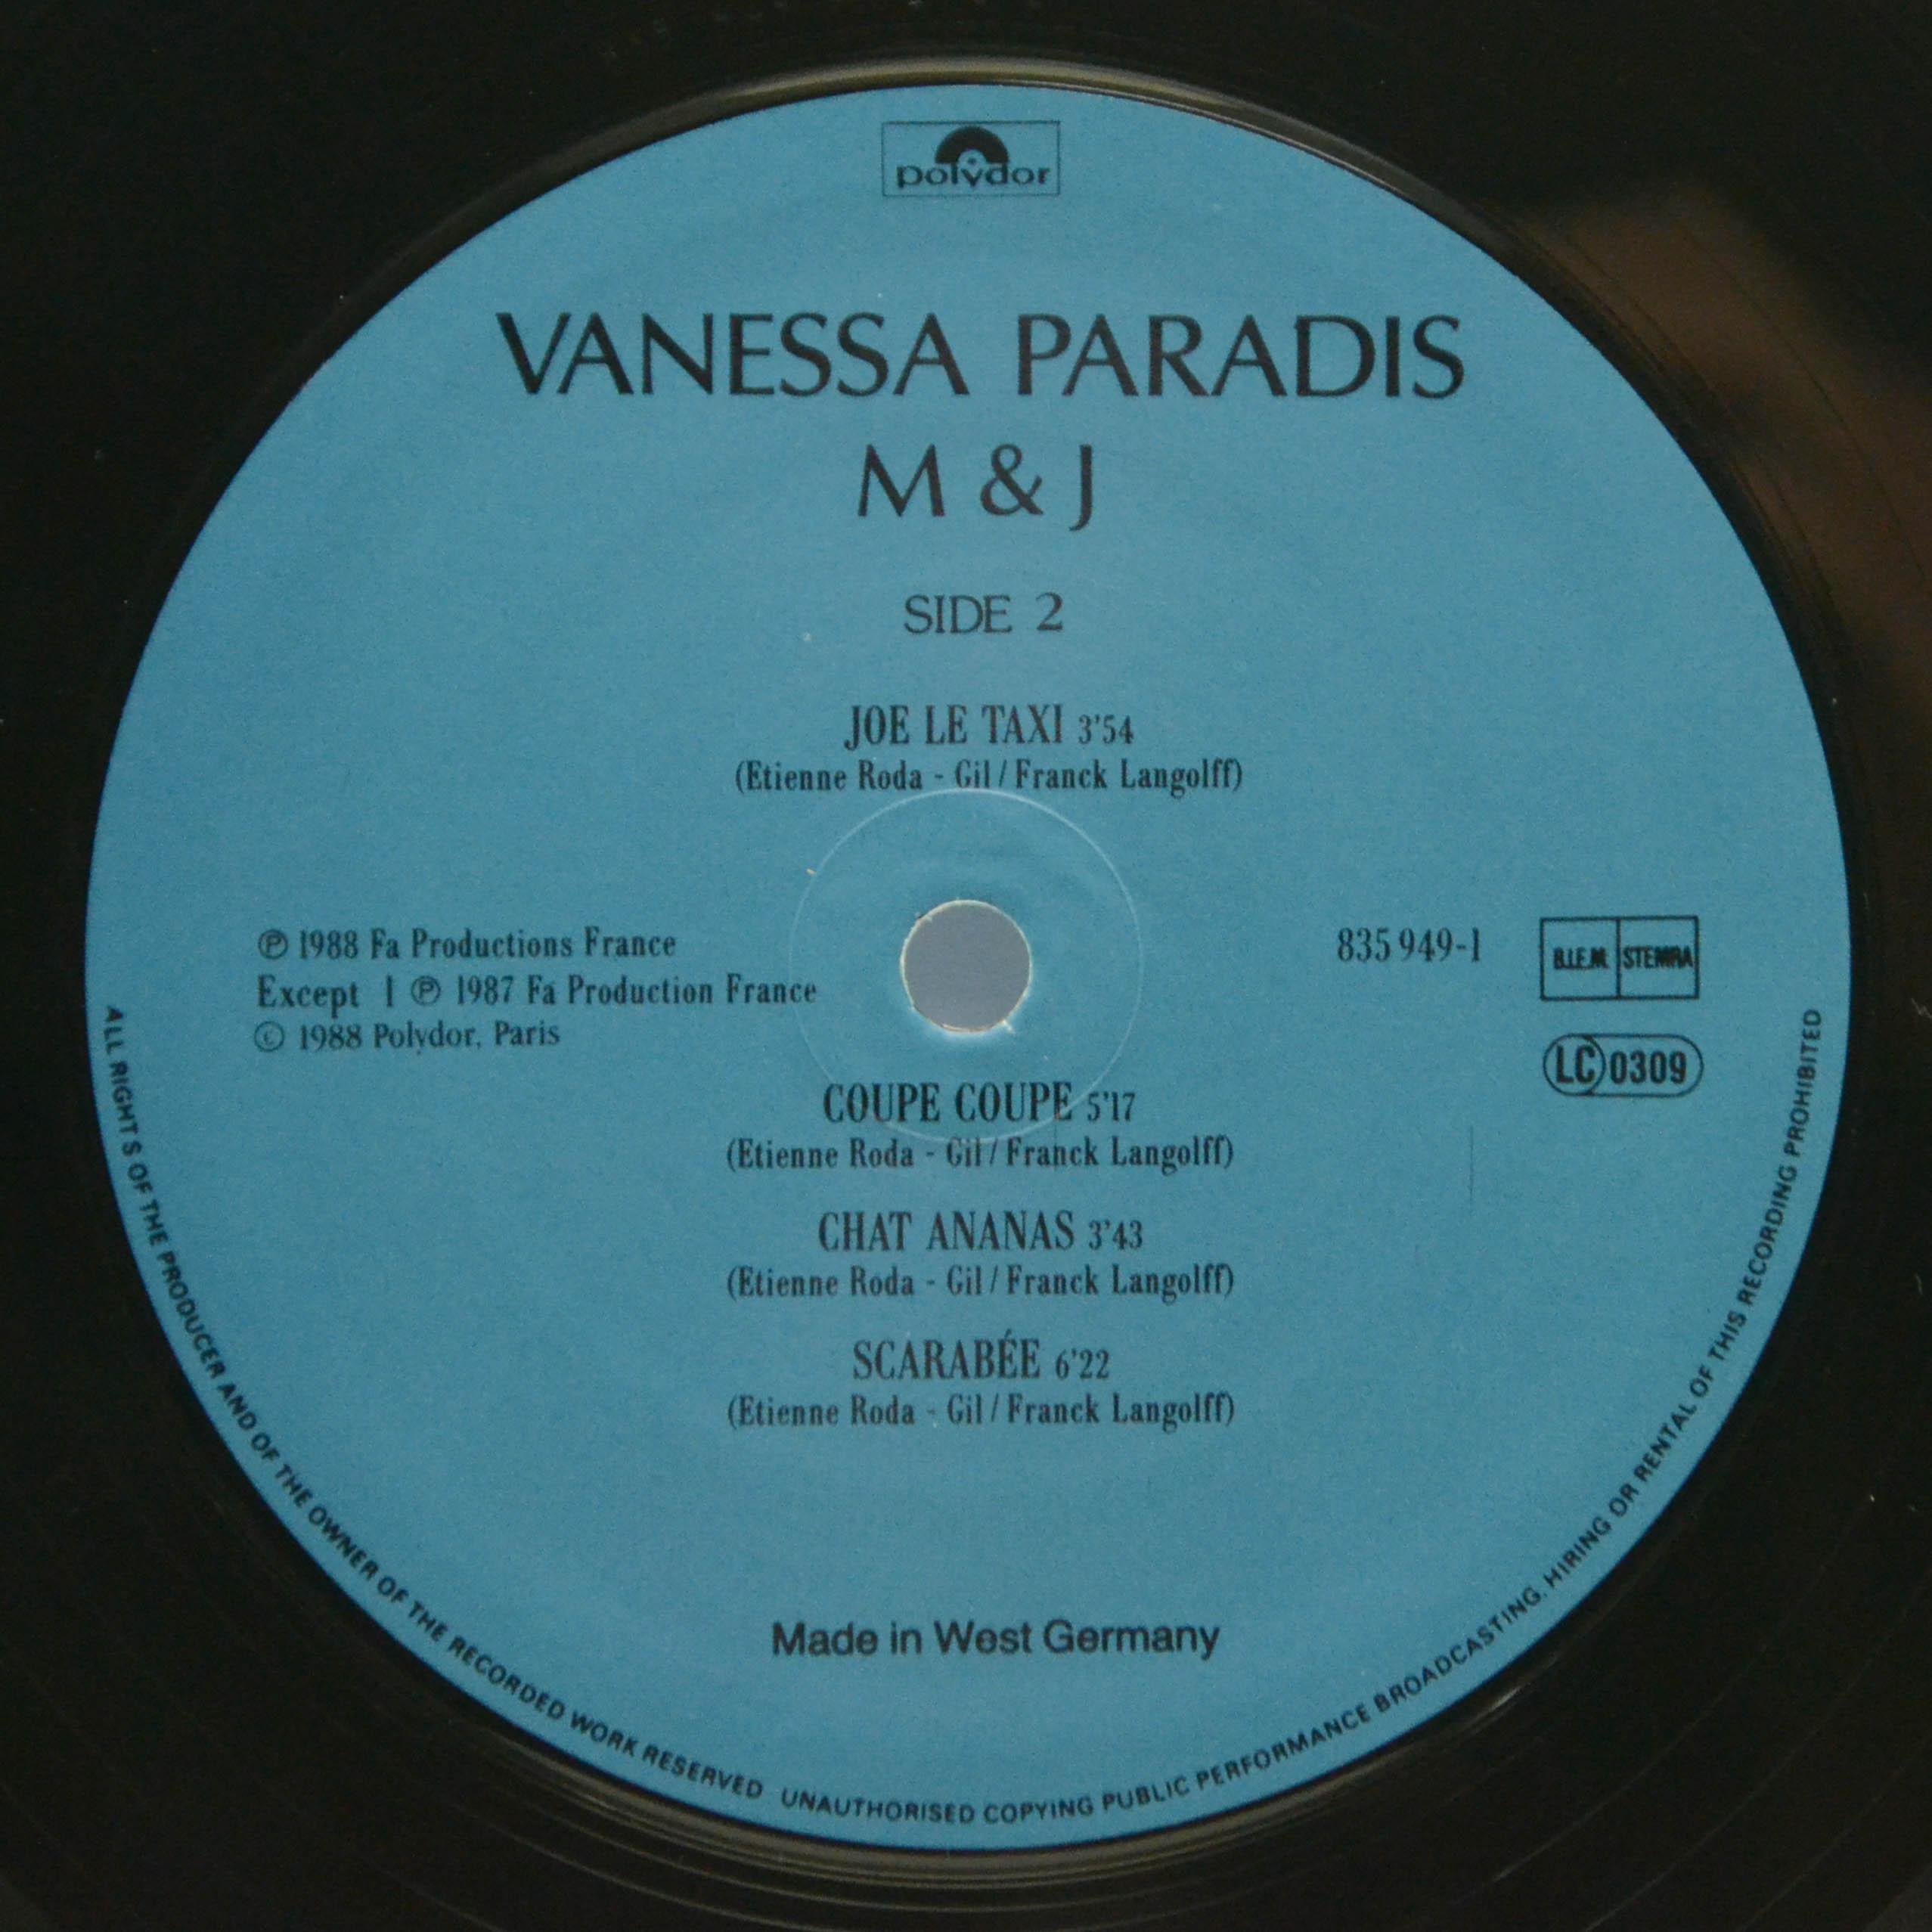 polydor
VANESSA PARADIS
M & J
SIDE 2
JOE LE TAXI 3'54
(Etienne Roda - Gil / Franck Langolff)
℗ 1988 Fa Productions France
Except 1 ℗ 1987 Fa Production France
© 1988 Polydor, Paris
835 949-1
B.I.E.M. STEMRA
LC 0309
COUPE COUPE 5'17
(Etienne Roda - Gil / Franck Langolff)
CHAT ANANAS 3'43
(Etienne Roda - Gil / Franck Langolff)
SCARABÉE 6'22
(Etienne Roda - Gil / Franck Langolff)
Made in West Germany
ALL RIGHTS OF THE PRODUCER AND OF THE OWNER OF THE RECORDED WORK RESERVED UNAUTHORISED COPYING PUBLIC PERFORMANCE BROADCASTING, HIRING OR RENTAL OF THIS RECORDING PROHIBITED